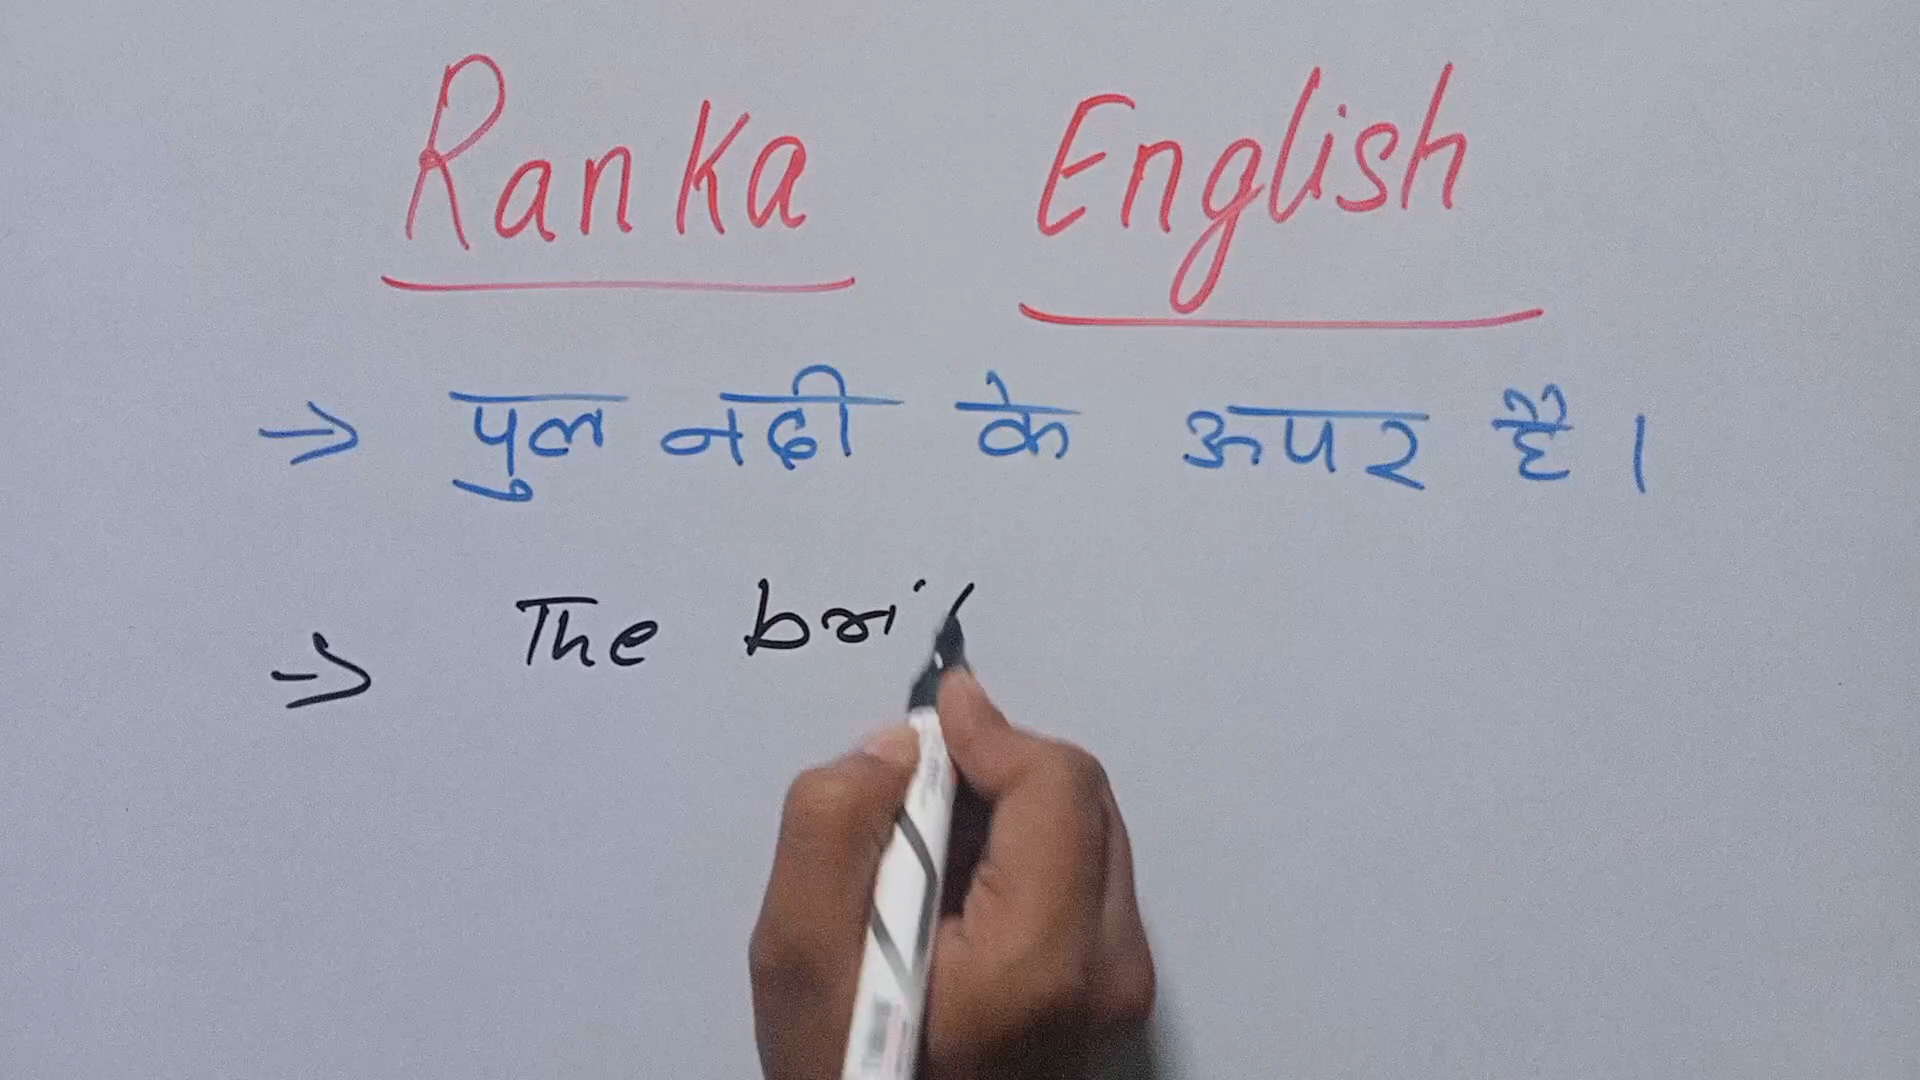 Ranka English
→ पुल नदी के ऊपर है ।
→ The bri